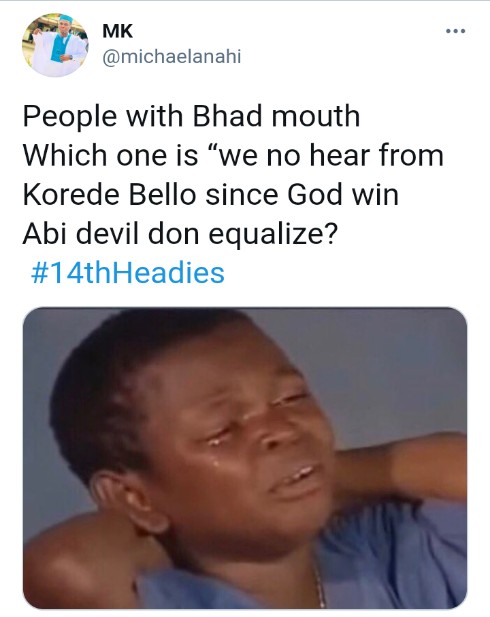 MK
@michaelanahi
People with Bhad mouth
Which one is “we no hear from
Korede Bello since God win
Abi devil don equalize?
#14thHeadies